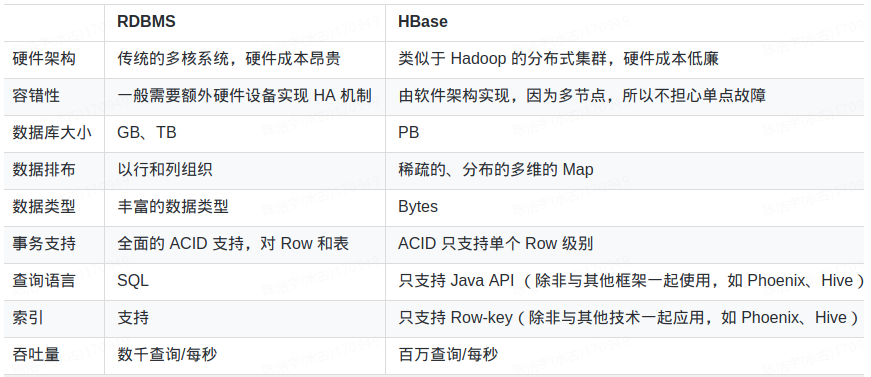 RDBMS HBase
硬件架构 传统的多核系统，硬件成本昂贵 类似于 Hadoop 的分布式集群，硬件成本低廉
容错性 一般需要额外硬件设备实现 HA 机制 由软件架构实现，因为多节点，所以不担心单点故障
数据库大小 GB、TB PB
数据排布 以行和列组织 稀疏的、分布的多维的 Map
数据类型 丰富的数据类型 Bytes
事务支持 全面的 ACID 支持，对 Row 和表 ACID 只支持单个 Row 级别
查询语言 SQL 只支持 Java API （除非与其他框架一起使用，如 Phoenix、Hive）
索引 支持 只支持 Row-key（除非与其他技术一起应用，如 Phoenix、Hive）
吞吐量 数千查询/每秒 百万查询/每秒